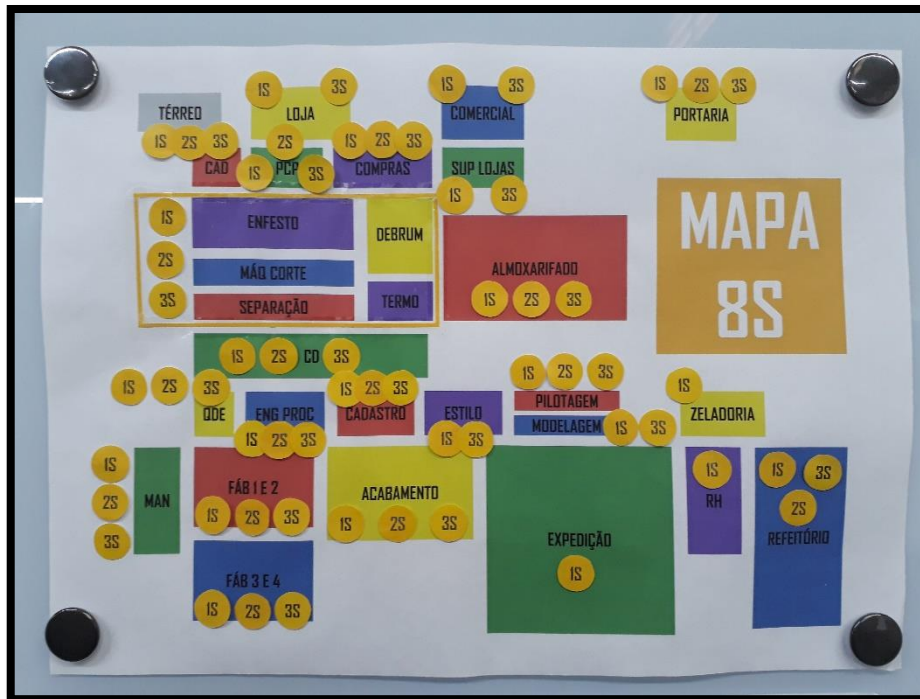 1S 3S 1S 3S 1S 2S 3S
TÉRREO LOJA COMERCIAL PORTARIA
1S 2S 3S 2S 1S 2S 3S
CAD 1S PCP 3S COMPRAS SUP LOJAS
1S 3S
MAPA
8S
1S ENFESTO DEBRUM
2S MÁQ CORTE ALMOXARIFADO
3S SEPARAÇÃO TERMO 1S 2S 3S
1S 2S CD 3S
1S 2S 3S 1S 2S 3S 1S 2S 3S 1S
PILOTAGEM
QDE ENG PROC CADASTRO ESTILO MODELAGEM 1S 3S ZELADORIA
1S 2S 3S 1S 3S
1S 1S 1S 3S
2S MAN FÁB 1 E 2 ACABAMENTO RH 2S
3S 1S 2S 3S 1S 2S 3S EXPEDIÇÃO REFEITÓRIO
1S
FÁB 3 E 4
1S 2S 3S